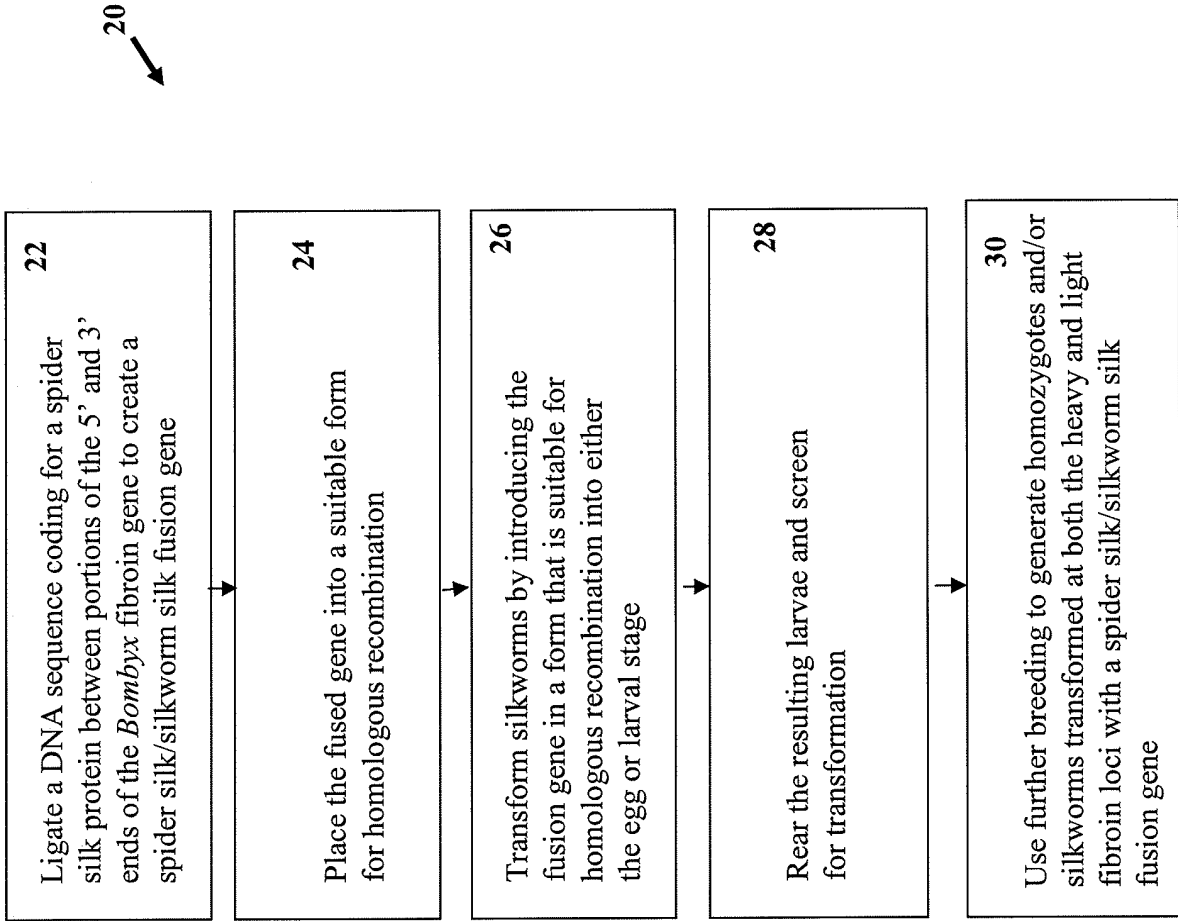 20
22
Ligate a DNA sequence coding for a spider
silk protein between portions of the 5’ and 3’
ends of the Bombyx fibroin gene to create a
spider silk/silkworm silk fusion gene
24
Place the fused gene into a suitable form
for homologous recombination
26
Transform silkworms by introducing the
fusion gene in a form that is suitable for
homologous recombination into either
the egg or larval stage
28
Rear the resulting larvae and screen
for transformation
30
Use further breeding to generate homozygotes and/or
silkworms transformed at both the heavy and light
fibroin loci with a spider silk/silkworm silk
fusion gene